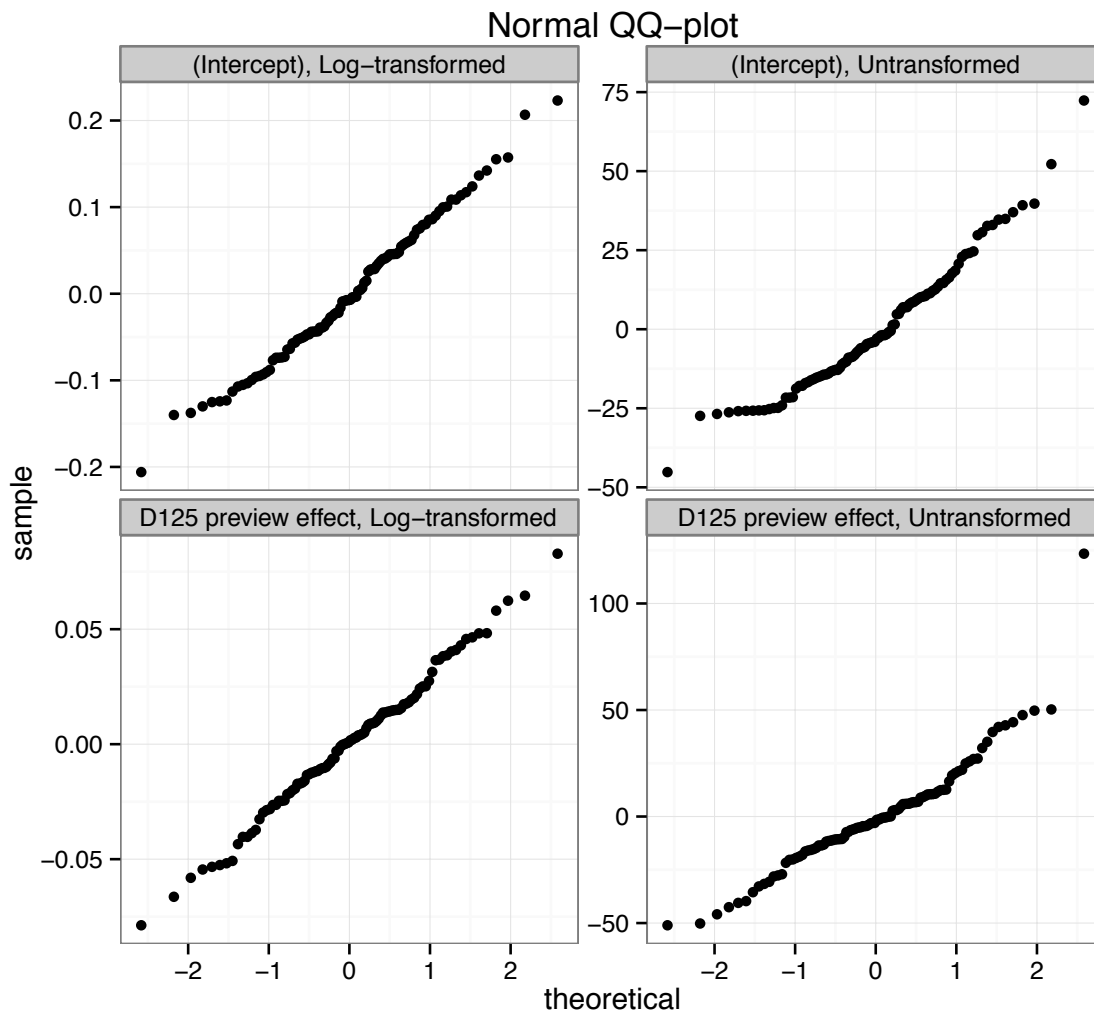 Normal QQ−plot
(Intercept), Log−transformed
(Intercept), Untransformed
0.2
0.1
0.0
−0.1
−0.2
75
50
25
0
−25
−50
sample
D125 preview effect, Log−transformed
D125 preview effect, Untransformed
0.05
0.00
−0.05
100
50
0
−50
−2 −1 0 1 2
−2 −1 0 1 2
theoretical